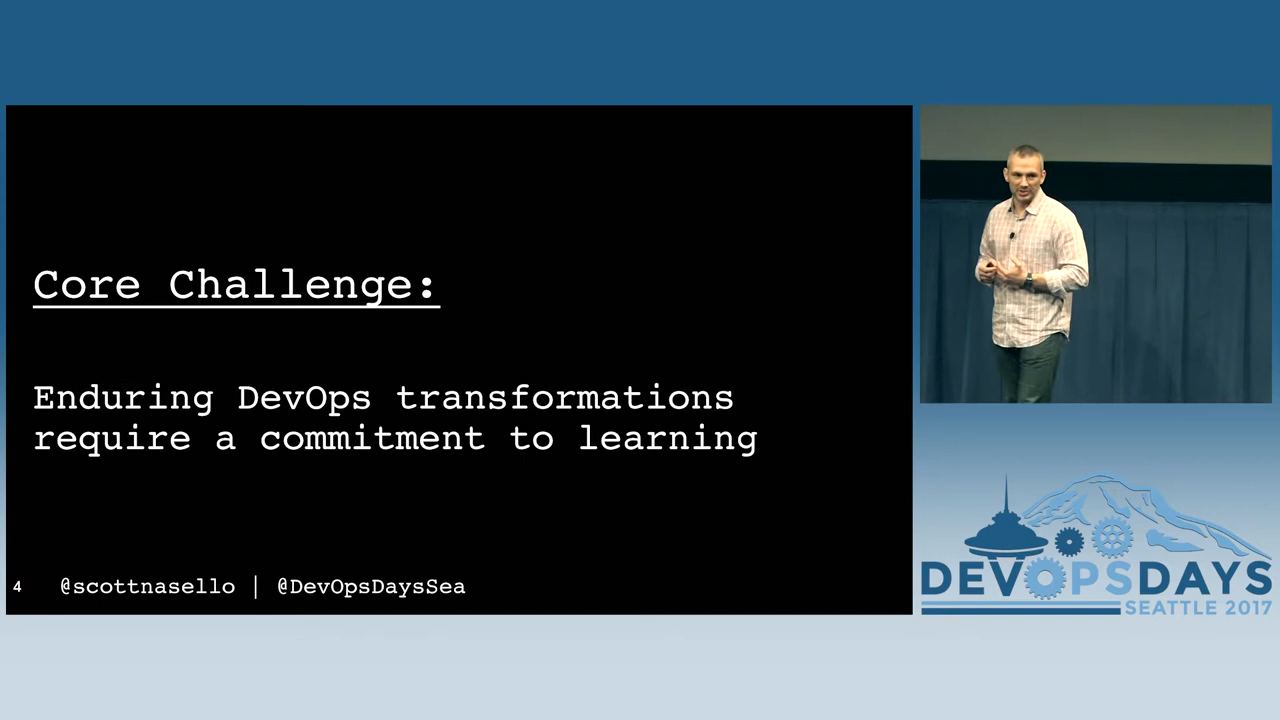 Core Challenge:
Enduring DevOps transformations
require a commitment to learning
4 @scottnasello | @DevOpsDaysSea
DEVOPSDAYS
SEATTLE 2017